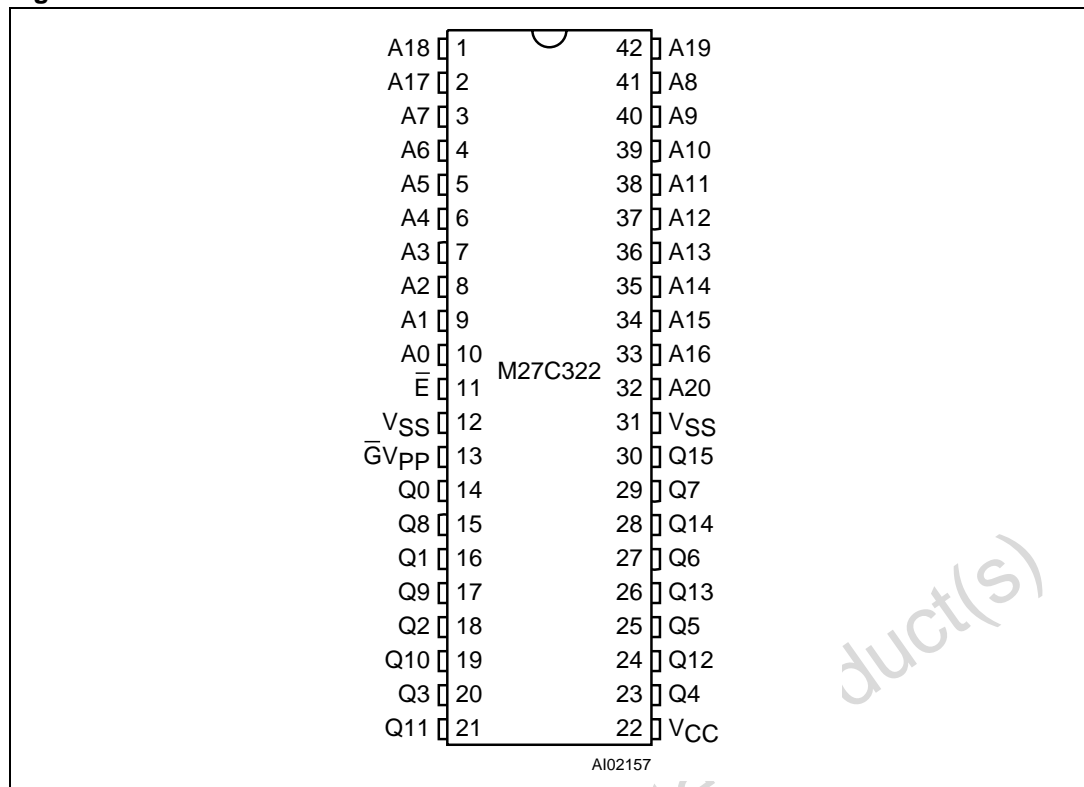 A18 1 42 A19
A17 2 41 A8
A7 3 40 A9
A6 4 39 A10
A5 5 38 A11
A4 6 37 A12
A3 7 36 A13
A2 8 35 A14
A1 9 34 A15
A0 10 33 A16
M27C322
E̅ 11 32 A20
VSS 12 31 VSS
G̅VPP 13 30 Q15
Q0 14 29 Q7
Q8 15 28 Q14
Q1 16 27 Q6
Q9 17 26 Q13
Q2 18 25 Q5
Q10 19 24 Q12
Q3 20 23 Q4
Q11 21 22 VCC
AI02157
duct(s)